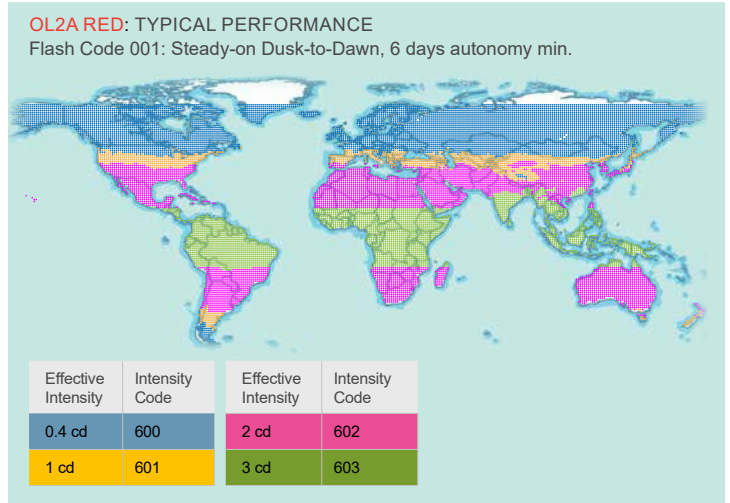 OL2A RED: TYPICAL PERFORMANCE
Flash Code 001: Steady-on Dusk-to-Dawn, 6 days autonomy min.
Effective Intensity
Intensity Code
Effective Intensity
Intensity Code
0.4 cd 600 2 cd 602
1 cd 601 3 cd 603